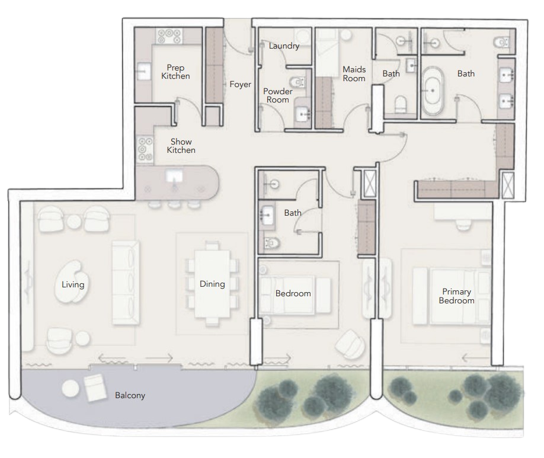 Laundry
Prep
Kitchen
Foyer
Maids
Room
Bath
Bath
Powder
Room
Show
Kitchen
Bath
Living
Dining
Bedroom
Primary
Bedroom
Balcony